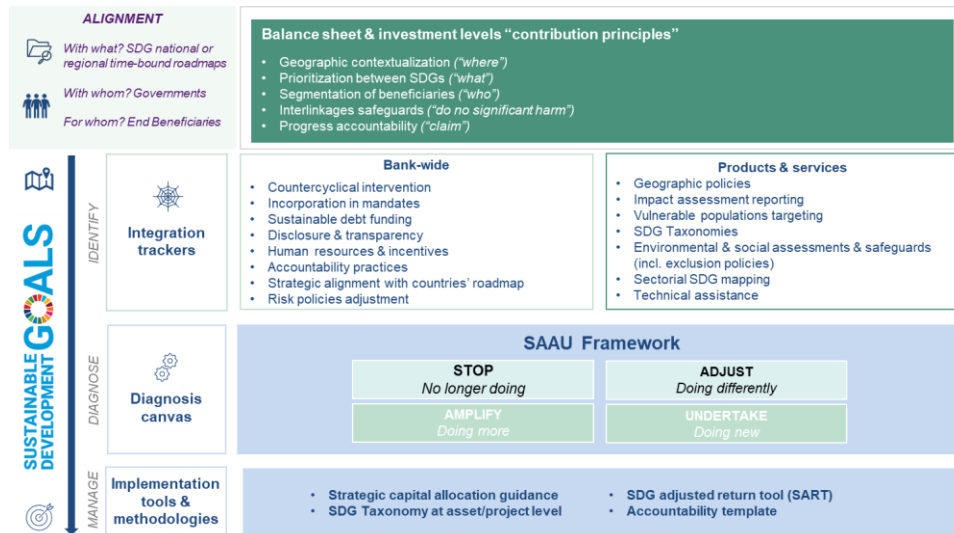 ALIGNMENT
With what? SDG national or
regional time-bound roadmaps
With whom? Governments
For whom? End Beneficiaries
Balance sheet & investment levels “contribution principles”
• Geographic contextualization (“where”)
• Prioritization between SDGs (“what”)
• Segmentation of beneficiaries (“who”)
• Interlinkages safeguards (“do no significant harm”)
• Progress accountability (“claim”)
SUSTAINABLE
DEVELOPMENT
GOALS
IDENTIFY
Integration
trackers
Bank-wide
• Countercyclical intervention
• Incorporation in mandates
• Sustainable debt funding
• Disclosure & transparency
• Human resources & incentives
• Accountability practices
• Strategic alignment with countries’ roadmap
• Risk policies adjustment
Products & services
• Geographic policies
• Impact assessment reporting
• Vulnerable populations targeting
• SDG Taxonomies
• Environmental & social assessments & safeguards
(incl. exclusion policies)
• Sectorial SDG mapping
• Technical assistance
DIAGNOSE
Diagnosis
canvas
SAAU Framework
STOP
No longer doing
ADJUST
Doing differently
AMPLIFY
Doing more
UNDERTAKE
Doing new
MANAGE
Implementation
tools &
methodologies
• Strategic capital allocation guidance
• SDG Taxonomy at asset/project level
• SDG adjusted return tool (SART)
• Accountability template